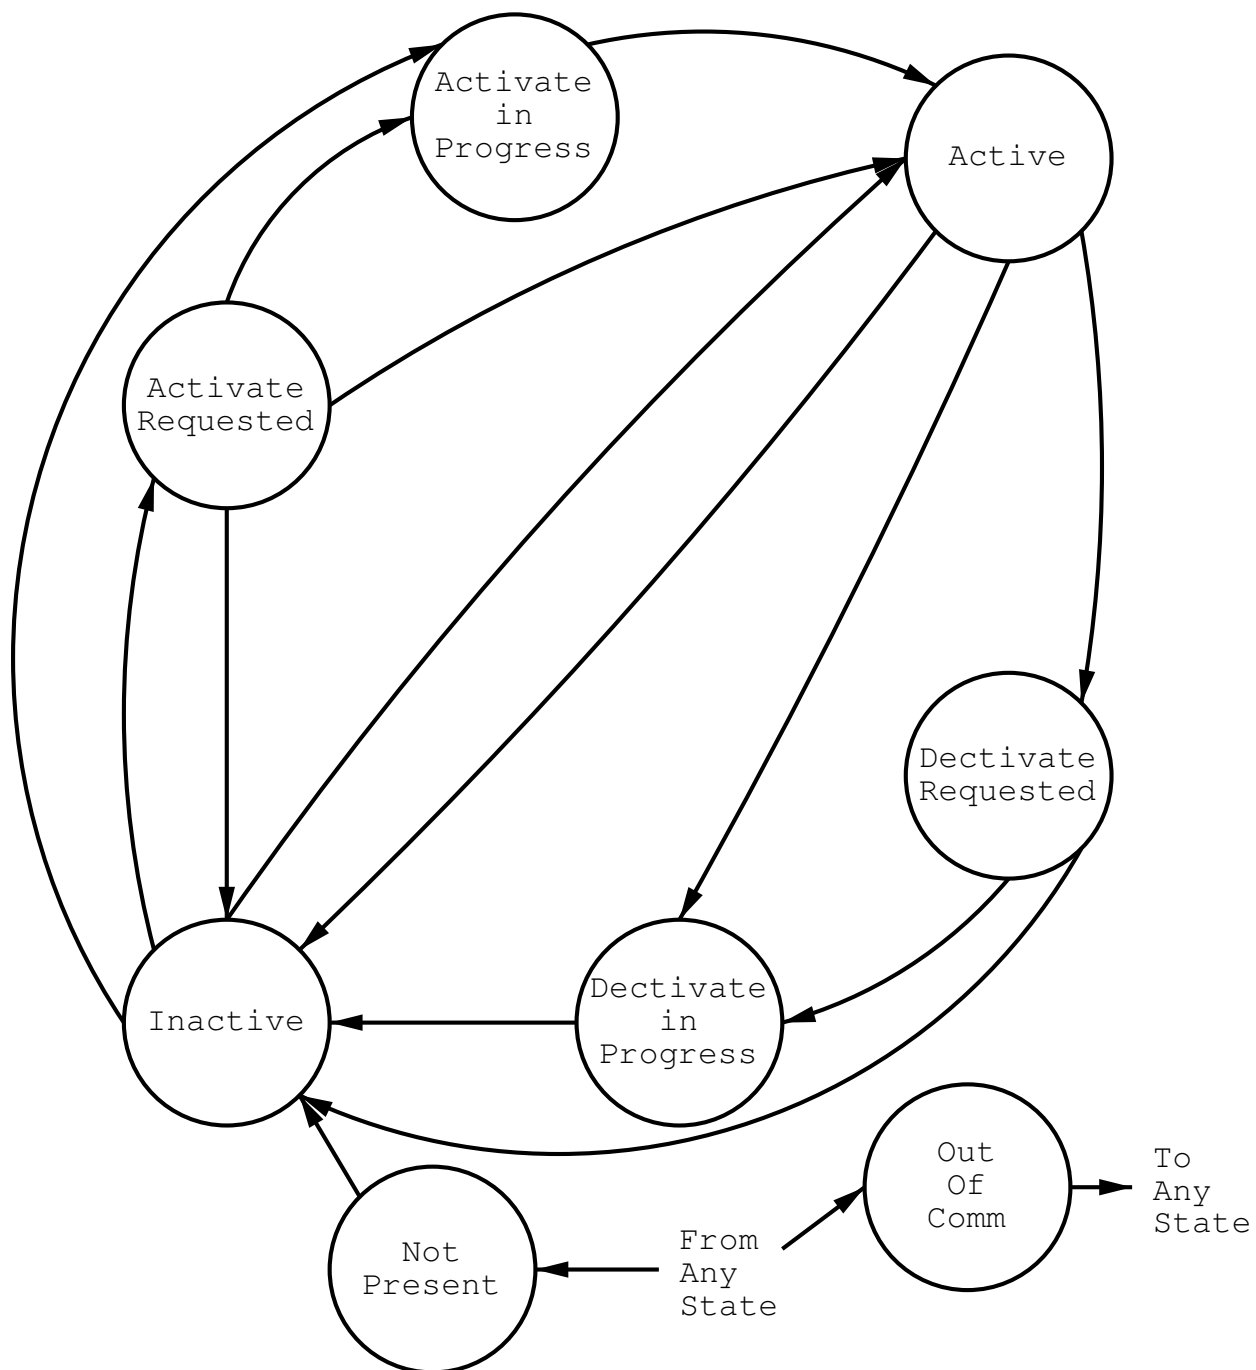 Activate
in
Progress
Active
Activate
Requested
Dectivate
Requested
Inactive
Dectivate
in
Progress
Out
Of
Comm
To
Any
State
From
Any
State
Not
Present